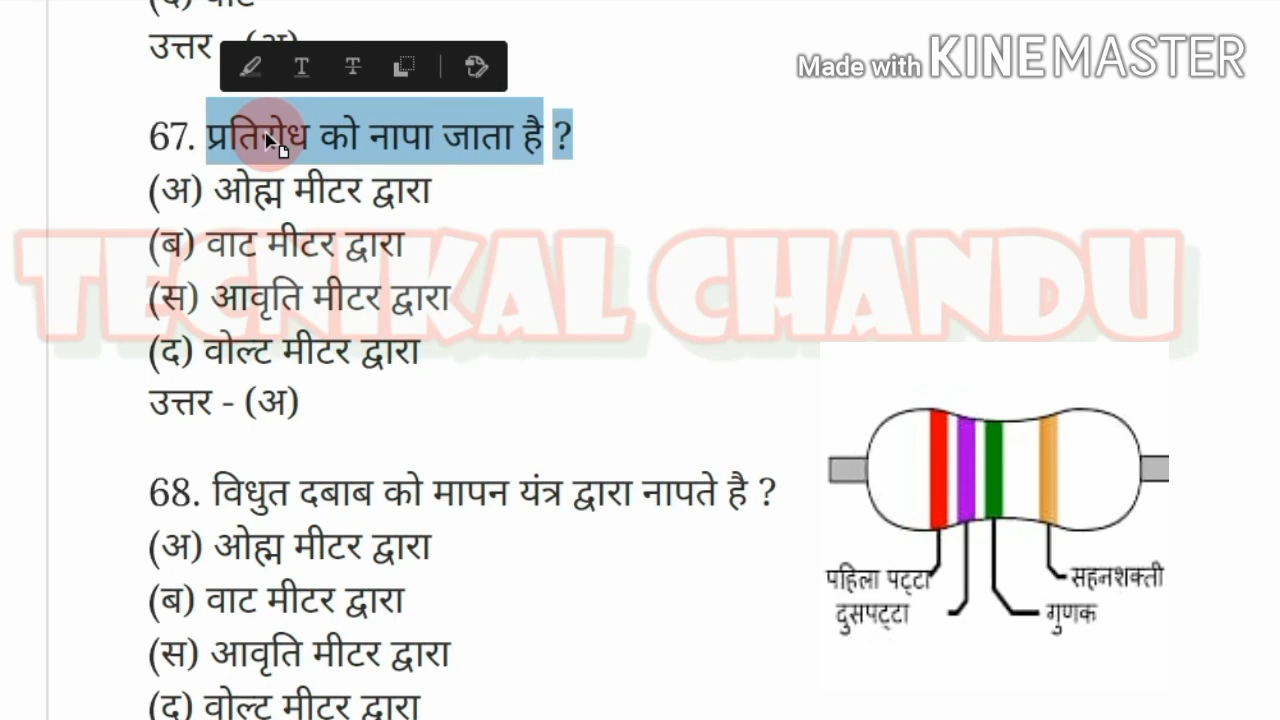 उत्तर - (अ)
Made with KINEMASTER
67. प्रतिरोध को नापा जाता है ?
(अ) ओह्म मीटर द्वारा
(ब) वाट मीटर द्वारा
(स) आवृति मीटर द्वारा
TECNIKAL CHANDU
(द) वोल्ट मीटर द्वारा
उत्तर - (अ)
68. विधुत दबाब को मापन यंत्र द्वारा नापते है ?
(अ) ओह्म मीटर द्वारा
(ब) वाट मीटर द्वारा
(स) आवृति मीटर द्वारा
(द) वोल्ट मीटर द्वारा
पहिला पट्टा
दुसपट्टा
सहनशक्ती
गुणक